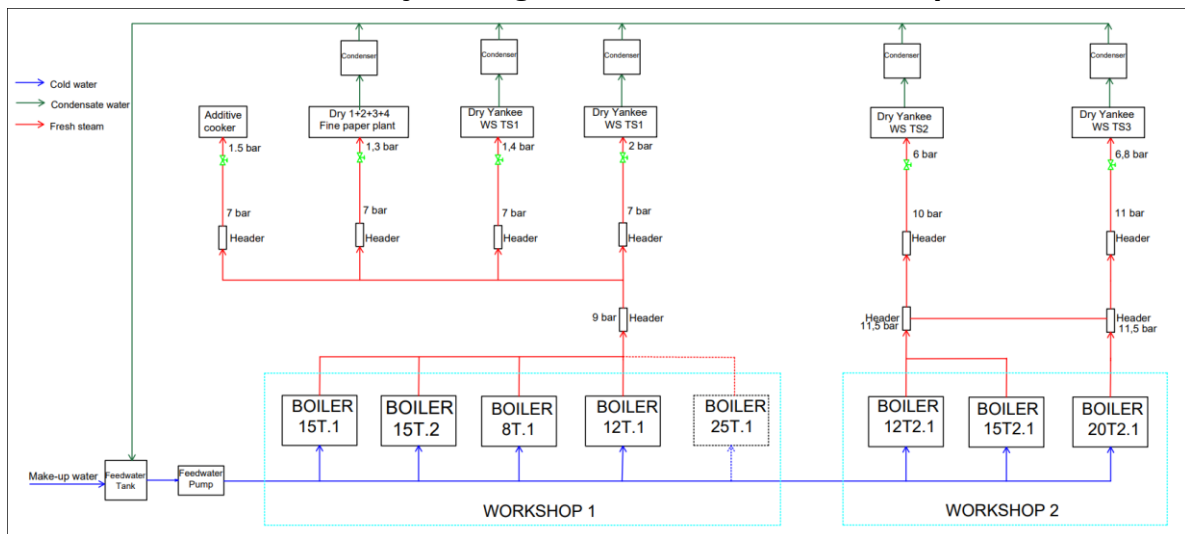 Condenser
Condenser
Condenser
Condenser
Condenser
Cold water
Condensate water
Fresh steam
Additive
cooker
Dry 1+2+3+4
Fine paper plant
Dry Yankee
WS TS1
Dry Yankee
WS TS1
Dry Yankee
WS TS2
Dry Yankee
WS TS3
1.5 bar
1,3 bar
1,4 bar
2 bar
6 bar
6,8 bar
7 bar
7 bar
7 bar
7 bar
10 bar
11 bar
Header
Header
Header
Header
Header
Header
9 bar
Header
Header
11,5 bar
Header
11,5 bar
BOILER
15T.1
BOILER
15T.2
BOILER
8T.1
BOILER
12T.1
BOILER
25T.1
BOILER
12T2.1
BOILER
15T2.1
BOILER
20T2.1
Make-up water
Feedwater
Tank
Feedwater
Pump
WORKSHOP 1
WORKSHOP 2